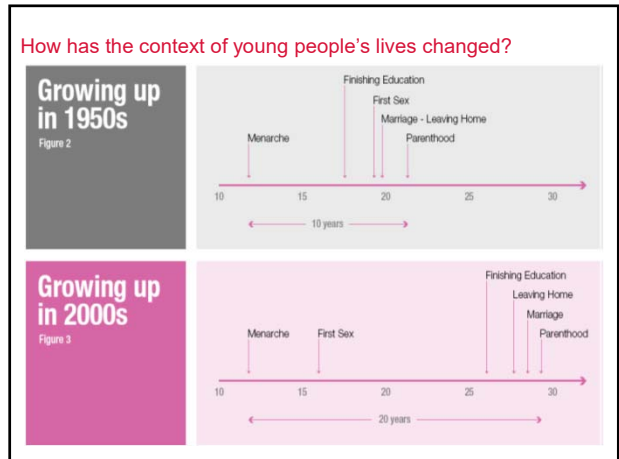 How has the context of young people's lives changed?
Growing up
in 1950s
Figure 2
Finishing Education
First Sex
Marriage - Leaving Home
Menarche
Parenthood
10 15 20 25 30
10 years
Growing up
in 2000s
Figure 3
Finishing Education
Leaving Home
Marriage
Menarche First Sex Parenthood
10 15 20 25 30
20 years